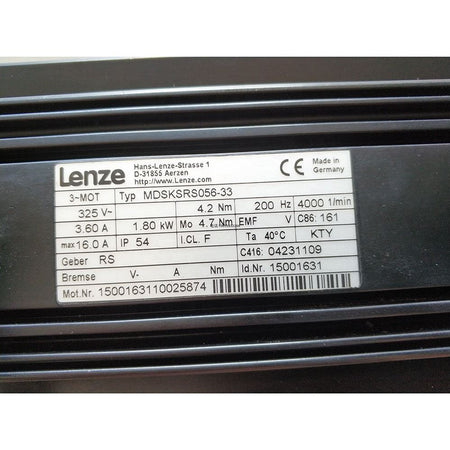 Lenze
Hans-Lenze-Strasse 1
D-31855 Aerzen
http://www.Lenze.com
CE
Made in
Germany
3~MOT Typ MDSKSRS056-33
325 V~ 4.2 Nm 200 Hz 4000 1/min
3.60 A 1.80 kW Mo 4.7 Nm EMF V C86: 161
max 16.0 A IP 54 I.CL. F Ta 40°C KTY
Geber RS C416: 04231109
Bremse V- A Nm Id.Nr. 15001631
Mot.Nr. 1500163110025874